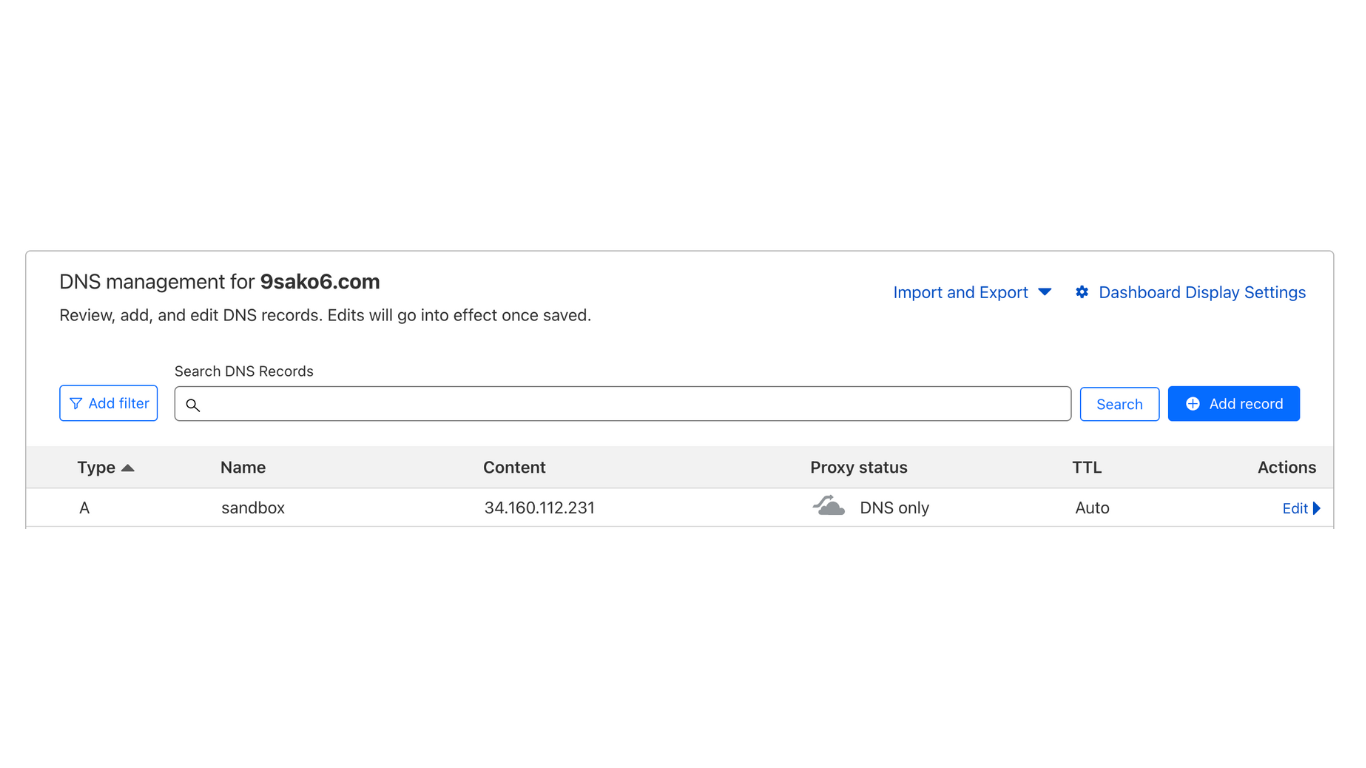 DNS management for 9sako6.com
Review, add, and edit DNS records. Edits will go into effect once saved.
Import and Export
Dashboard Display Settings
Search DNS Records
Add filter
Search
Add record
Type Name Content Proxy status TTL Actions
A sandbox 34.160.112.231 DNS only Auto Edit